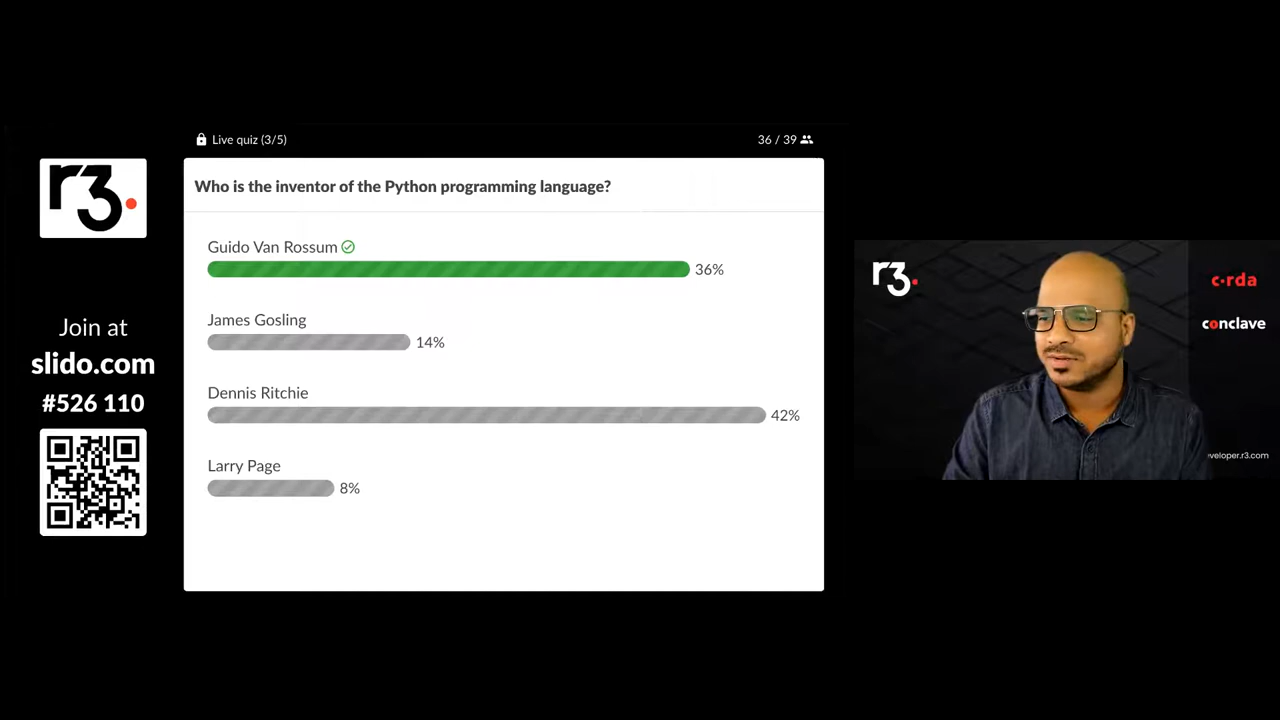 Live quiz (3/5)
36 / 39
r3.
Join at
slido.com
#526 110
Who is the inventor of the Python programming language?
Guido Van Rossum
36%
James Gosling
14%
Dennis Ritchie
42%
Larry Page
8%
r3.
c·rda
conclave
veloper.r3.com